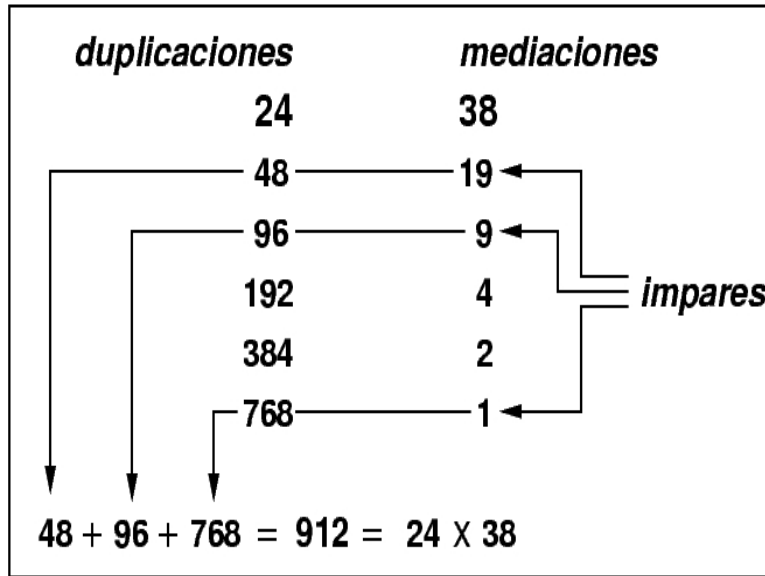 duplicaciones mediaciones
24 38
48 19
96 9
192 4
impares
384 2
768 1
48 + 96 + 768 = 912 = 24 X 38